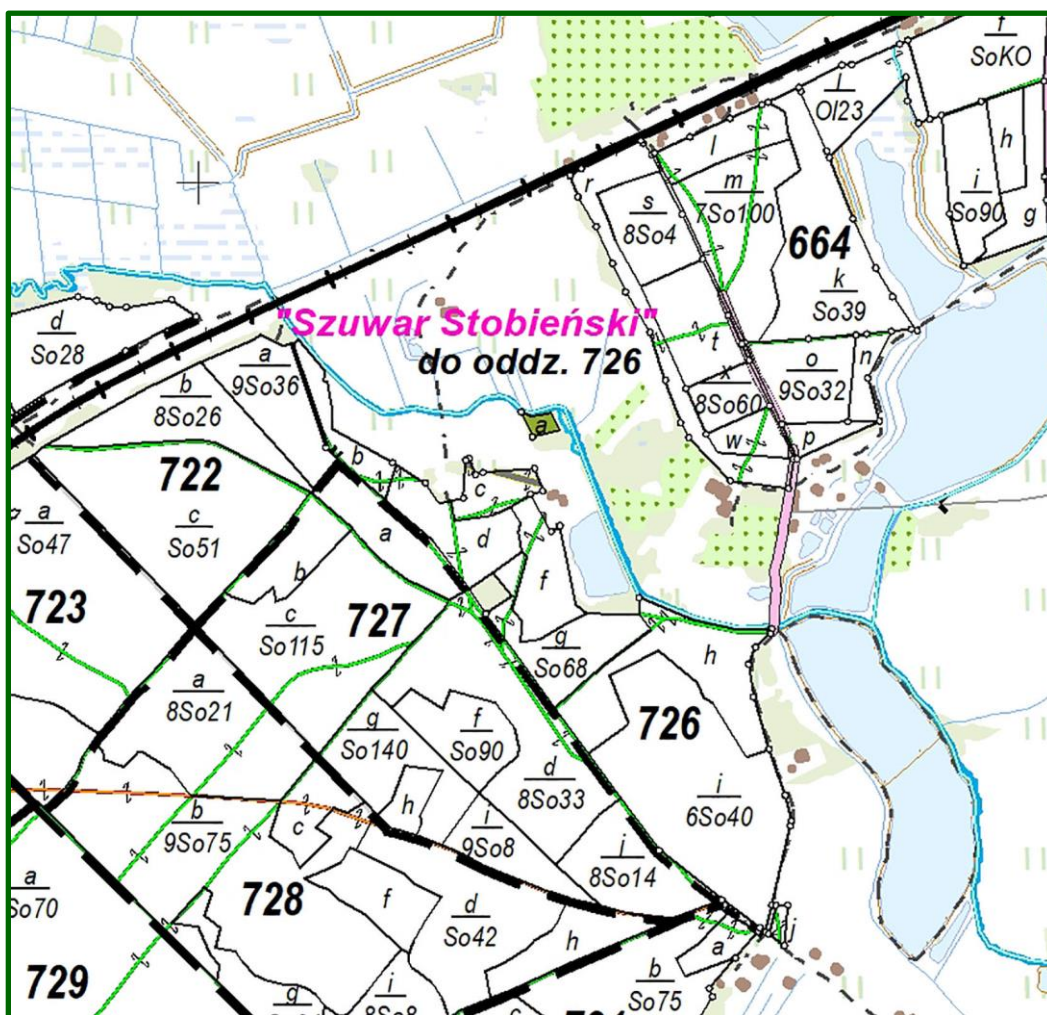 f
SoKO
j
Ol23
h
i
So90
g
l
m
7So100
r
s
8So4
664
k
So39
"Szuwar Stobieński"
do oddz. 726
t
o
9So32
n
x
8So60
w
p
d
So28
a
9So36
b
8So26
a
b
722
c
d
a
f
a
So47
c
So51
b
723
c
So115
727
g
So68
h
a
8So21
726
g
So140
f
So90
d
8So33
i
6So40
h
b
9So75
c
i
9So8
j
8So14
a
So70
728
f
d
So42
h
a
j
b
So75
729
g
i
8So8
c